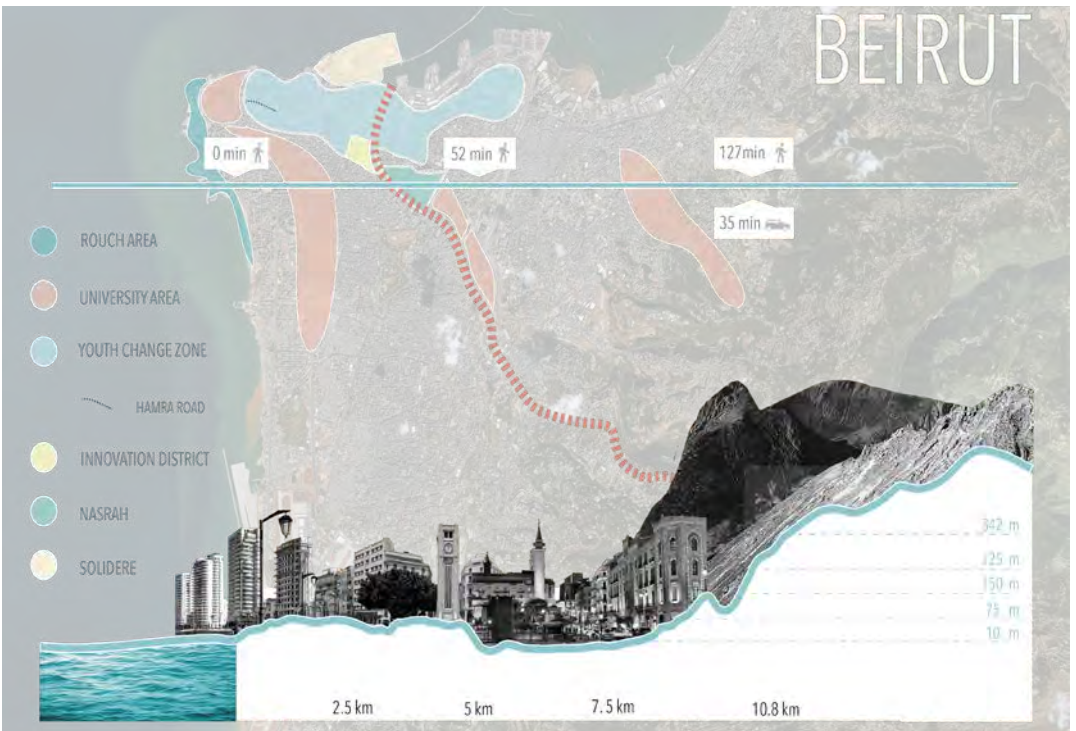 BEIRUT
0 min
52 min
127min
35 min
ROUCH AREA
UNIVERSITY AREA
YOUTH CHANGE ZONE
HAMRA ROAD
INNOVATION DISTRICT
NASRAH
SOLIDERE
342 m
125 m
150 m
75 m
10 m
2.5 km
5 km
7.5 km
10.8 km